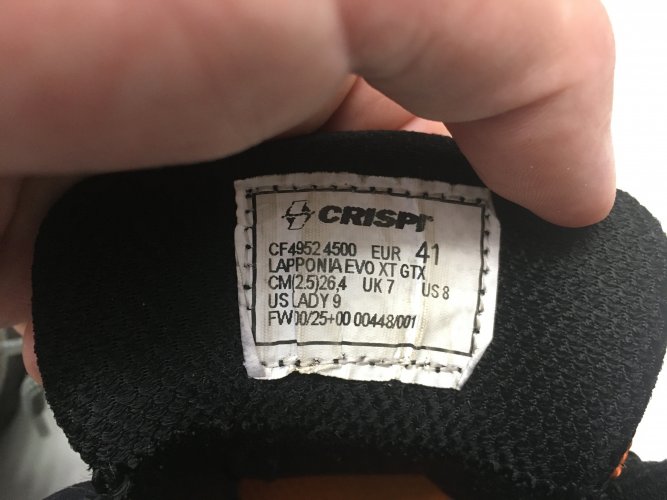 CRISPI
CF4952 4500 EUR 41
LAPPONIA EVO XT GTX
CM(2.5)26,4 UK 7 US 8
US LADY 9
FW00/25+00 00448/001